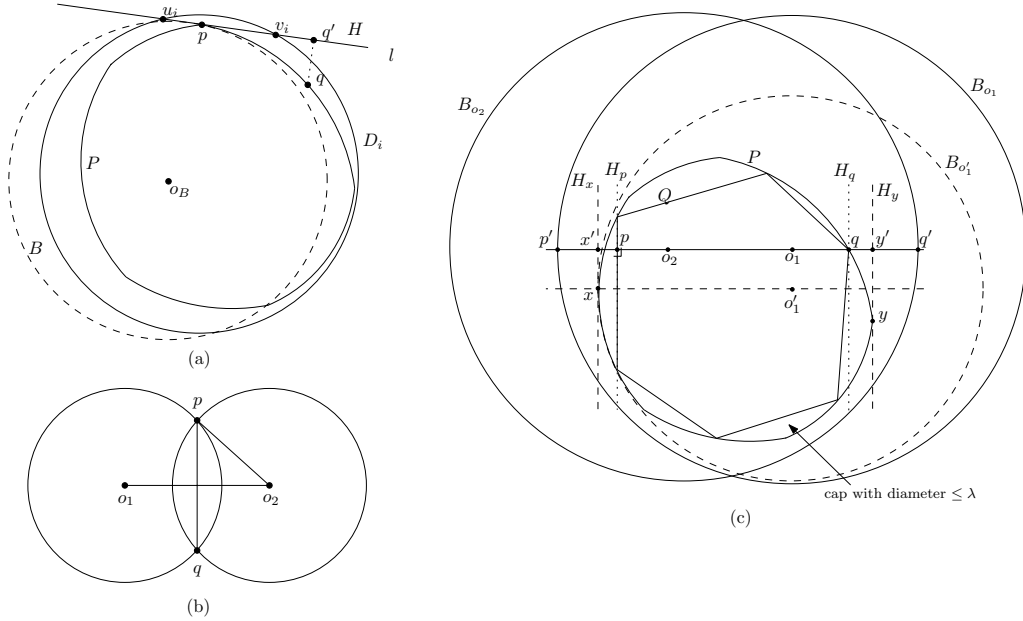 u_i
p
v_i
q′
H
l
q
D_i
P
o_B
B
(a)
p
o_1
o_2
q
(b)
B_{o_2}
B_{o_1}
B_{o′_1}
H_x
H_p
P
Q
H_q
H_y
p′
x′
p
o_2
o_1
q
y′
q′
x
o′_1
y
cap with diameter ≤ λ
(c)